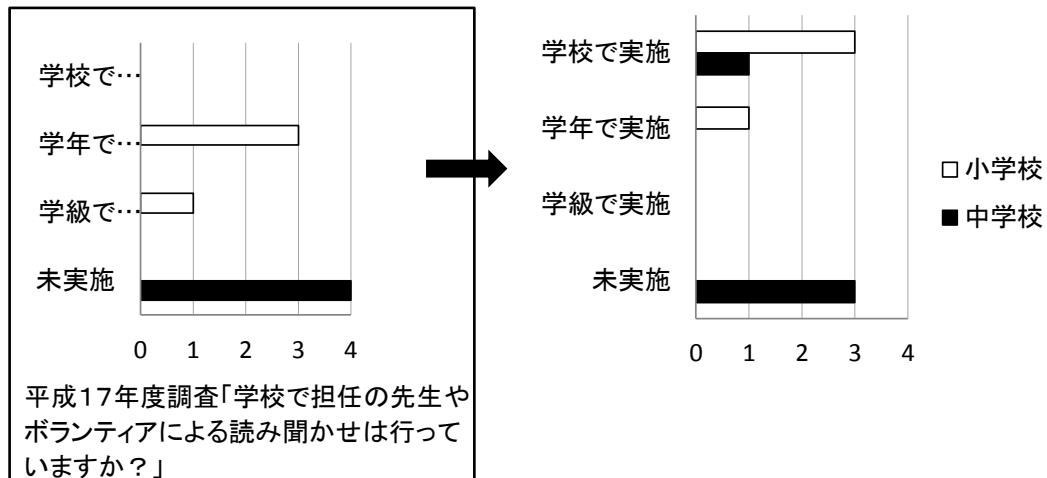 学校で…
学年で…
学級で…
未実施
0 1 2 3 4
平成17年度調査「学校で担任の先生や
ボランティアによる読み聞かせは行って
いますか？」
学校で実施
学年で実施
学級で実施
未実施
0 1 2 3 4
□小学校
■中学校